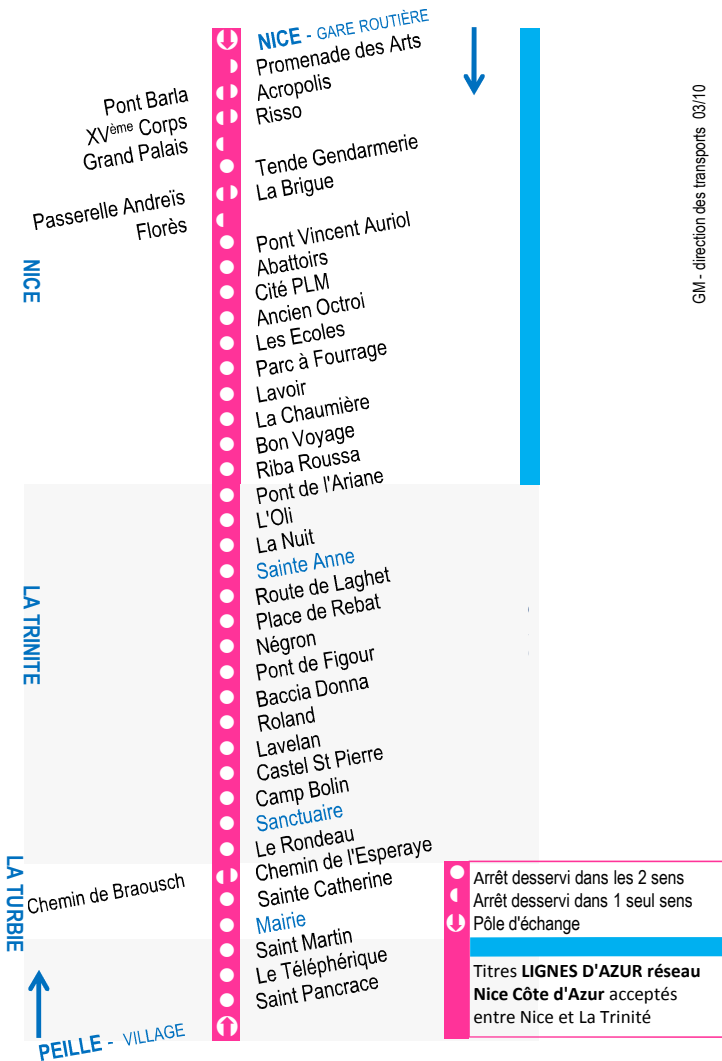 NICE - GARE ROUTIÈRE
Promenade des Arts
Pont Barla
Acropolis
XVème Corps
Risso
Grand Palais
Tende Gendarmerie
Passerelle Andreïs
La Brigue
Florès
Pont Vincent Auriol
Abattoirs
Cité PLM
Ancien Octroi
Les Ecoles
Parc à Fourrage
Lavoir
La Chaumière
Bon Voyage
Riba Roussa
NICE
Pont de l'Ariane
L'Oli
La Nuit
Sainte Anne
Route de Laghet
Place de Rebat
Négron
Pont de Figour
Baccia Donna
Roland
Lavelan
Castel St Pierre
Camp Bolin
Sanctuaire
Le Rondeau
LA TRINITE
Chemin de Braousch
Chemin de l'Esperaye
Sainte Catherine
Mairie
Saint Martin
Le Téléphérique
Saint Pancrace
LA TURBIE
PEILLE - VILLAGE
GM - direction des transports 03/10
Arrêt desservi dans les 2 sens
Arrêt desservi dans 1 seul sens
Pôle d'échange
Titres LIGNES D'AZUR réseau
Nice Côte d'Azur acceptés
entre Nice et La Trinité